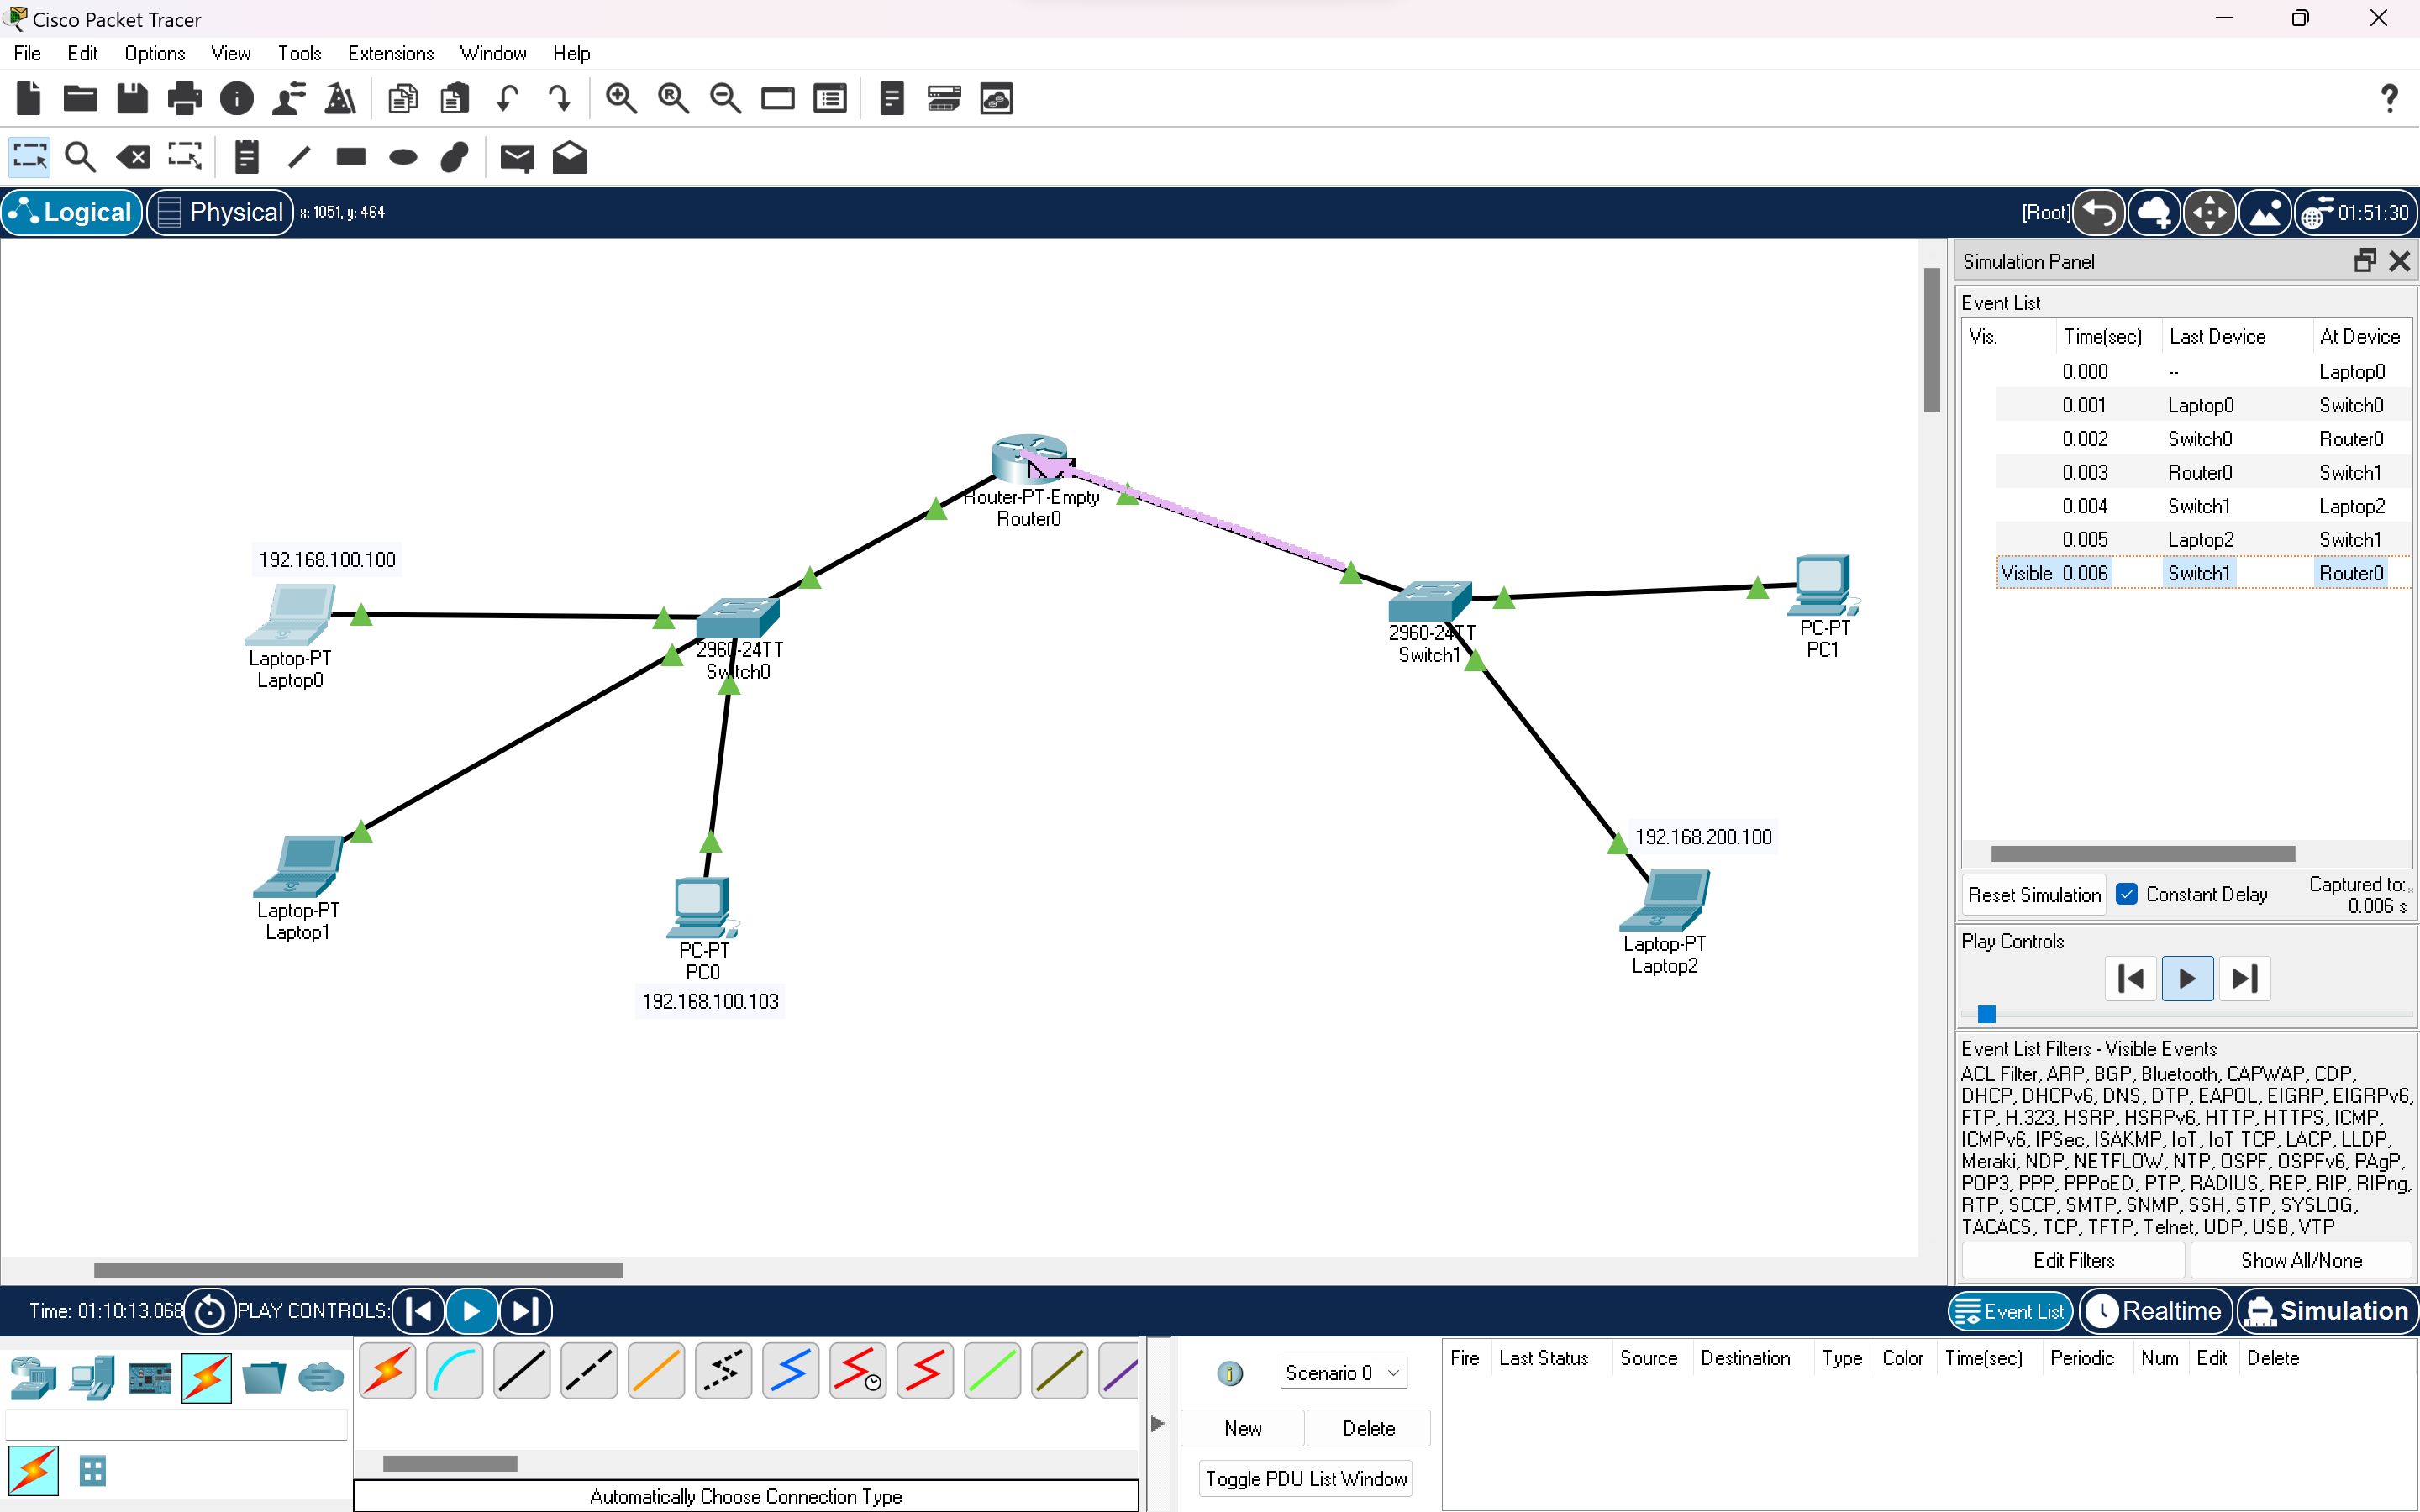 Cisco Packet Tracer
File Edit Options View Tools Extensions Window Help
Logical Physical x: 1051, y: 464 [Root] 01:51:30
Simulation Panel
Event List
Vis. Time(sec) Last Device At Device
0.000 -- Laptop0
0.001 Laptop0 Switch0
0.002 Switch0 Router0
0.003 Router0 Switch1
0.004 Switch1 Laptop2
0.005 Laptop2 Switch1
Visible 0.006 Switch1 Router0
Router-PT-Empty
Router0
192.168.100.100
Laptop-PT
Laptop0
2960-24TT
Switch0
2960-24TT
Switch1
PC-PT
PC1
192.168.200.100
Laptop-PT
Laptop1
PC-PT
PC0
192.168.100.103
Laptop-PT
Laptop2
Reset Simulation Constant Delay Captured to:
0.006 s
Play Controls
Event List Filters - Visible Events
ACL Filter, ARP, BGP, Bluetooth, CAPWAP, CDP,
DHCP, DHCPv6, DNS, DTP, EAPOL, EIGRP, EIGRPv6,
FTP, H.323, HSRP, HSRPv6, HTTP, HTTPS, ICMP,
ICMPv6, IPSec, ISAKMP, IoT, IoT TCP, LACP, LLDP,
Meraki, NDP, NETFLOW, NTP, OSPF, OSPFv6, PAgP,
POP3, PPP, PPPoED, PTP, RADIUS, REP, RIP, RIPng,
RTP, SCCP, SMTP, SNMP, SSH, STP, SYSLOG,
TACACS, TCP, TFTP, Telnet, UDP, USB, VTP
Edit Filters Show All/None
Time: 01:10:13.068 PLAY CONTROLS: Event List Realtime Simulation
Scenario 0
New Delete
Toggle PDU List Window
Fire Last Status Source Destination Type Color Time(sec) Periodic Num Edit Delete
Automatically Choose Connection Type